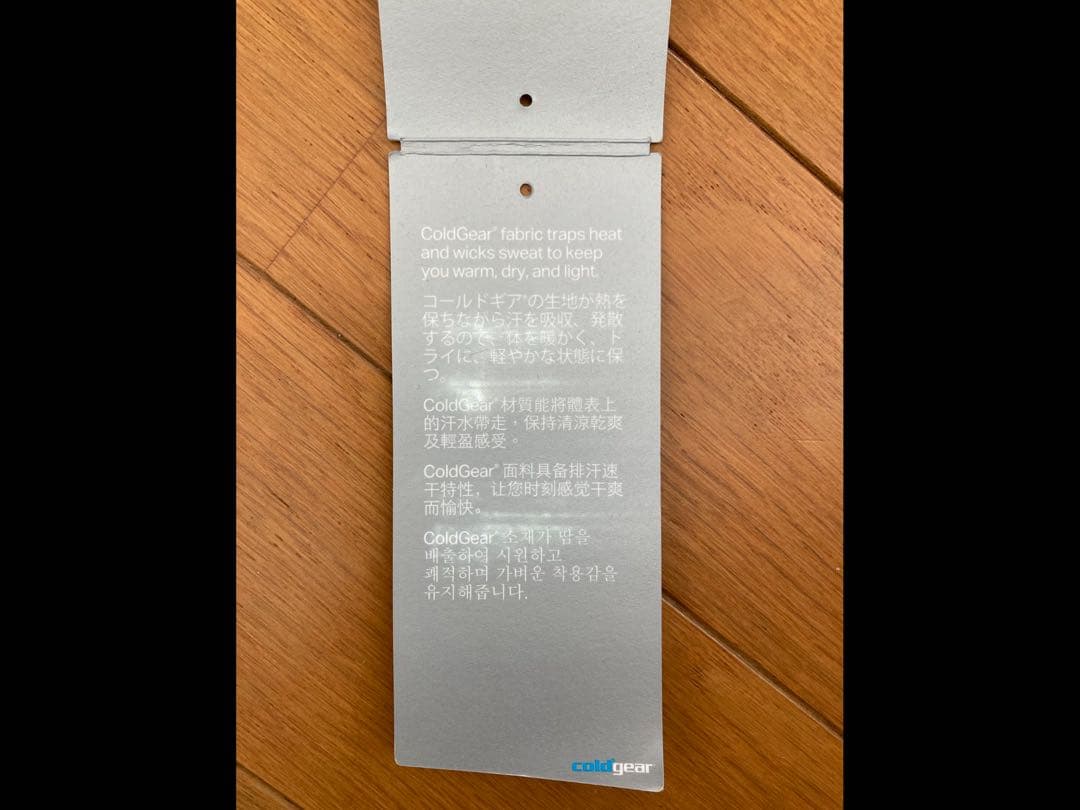 ColdGear® fabric traps heat
and wicks sweat to keep
you warm, dry, and light.
コールドギア®の生地が熱を
保ちながら汗を吸収、発散
するので、体を暖かく、ド
ライに、軽やかな状態に保
つ。
ColdGear® 材質能將體表上
的汗水帶走，保持清涼乾爽
及輕盈感受。
ColdGear® 面料具备排汗速
干特性，让您时刻感觉干爽
而愉快。
ColdGear® 소재가 땀을
배출하여 시원하고
쾌적하며 가벼운 착용감을
유지해줍니다.
coldgear